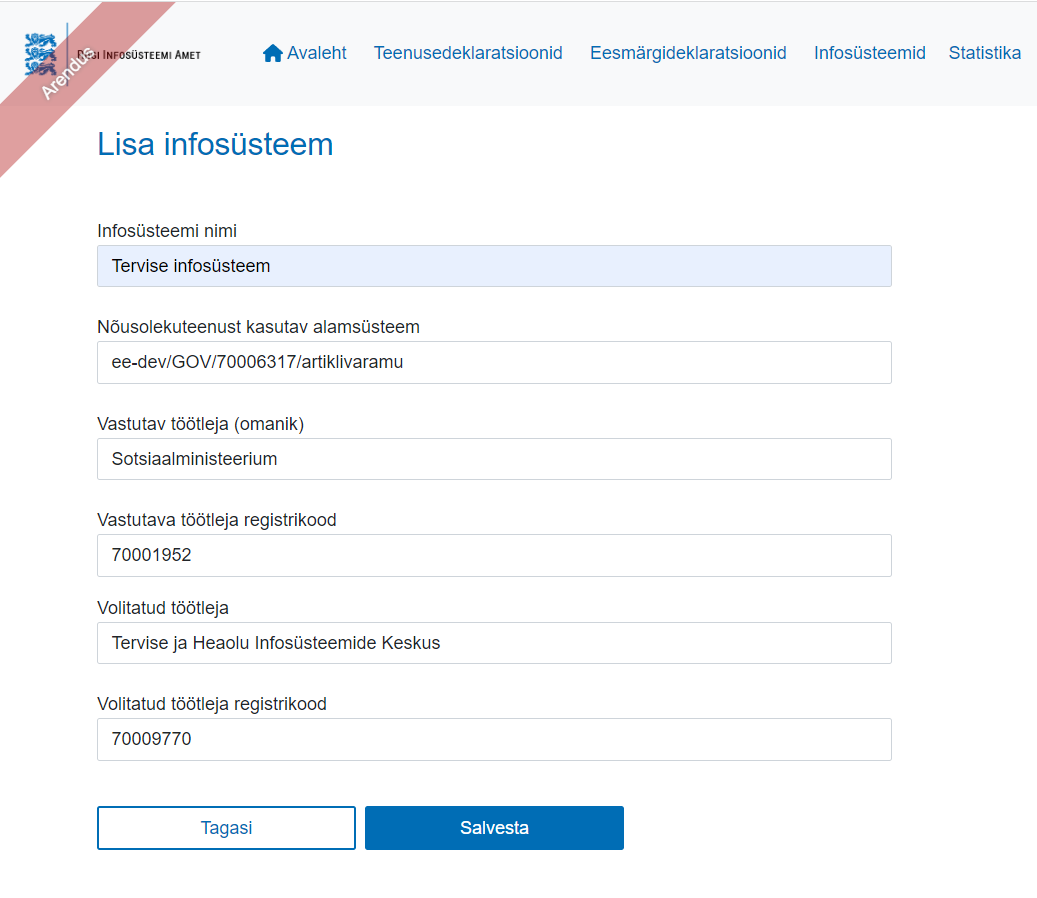 Riigi Infosüsteemi Amet
Arendus
Avaleht
Teenusedeklaratsioonid
Eesmärgideklaratsioonid
Infosüsteemid
Statistika
Lisa infosüsteem
Infosüsteemi nimi
Tervise infosüsteem
Nõusolekuteenust kasutav alamsüsteem
ee-dev/GOV/70006317/artiklivaramu
Vastutav töötleja (omanik)
Sotsiaalministeerium
Vastutava töötleja registrikood
70001952
Volitatud töötleja
Tervise ja Heaolu Infosüsteemide Keskus
Volitatud töötleja registrikood
70009770
Tagasi
Salvesta